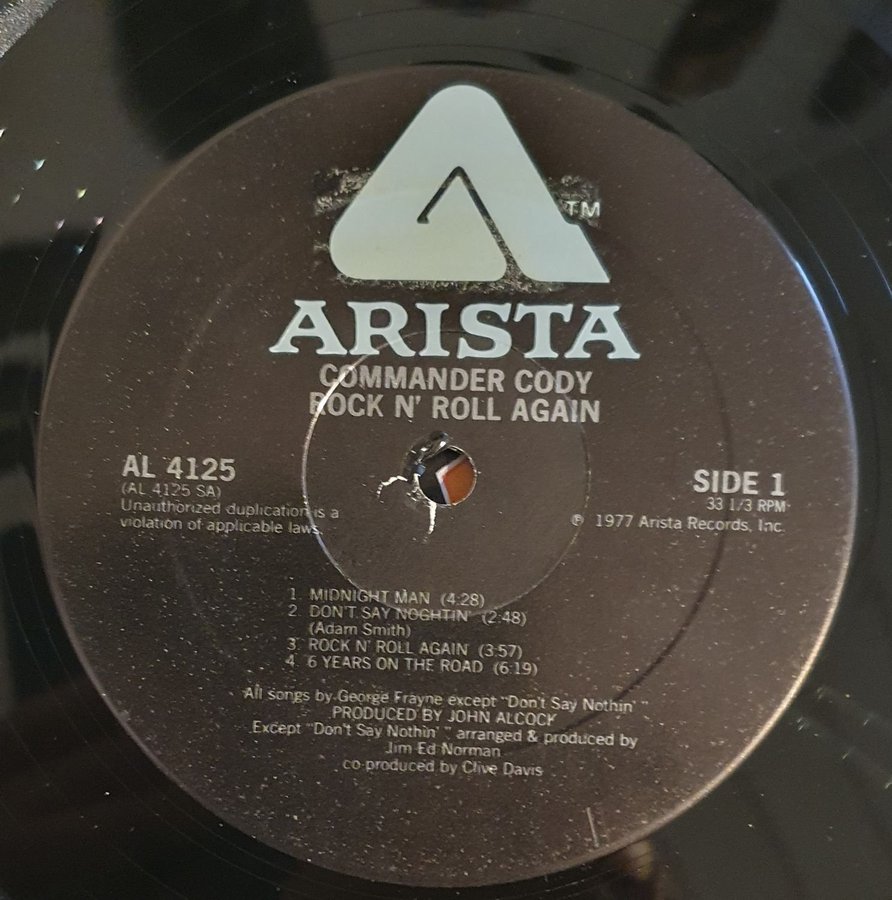 TM
ARISTA
COMMANDER CODY
ROCK N' ROLL AGAIN
AL 4125
(AL 4125 SA)
Unauthorized duplication is a
violation of applicable laws.
SIDE 1
33 1/3 RPM
℗ 1977 Arista Records, Inc.
1. MIDNIGHT MAN (4:28)
2. DON'T SAY NOGHTIN' (2:48)
(Adam Smith)
3. ROCK N' ROLL AGAIN (3:57)
4. 6 YEARS ON THE ROAD (6:19)
All songs by George Frayne except "Don't Say Nothin' "
PRODUCED BY JOHN ALCOCK
Except "Don't Say Nothin' " arranged & produced by
Jim Ed Norman
co-produced by Clive Davis